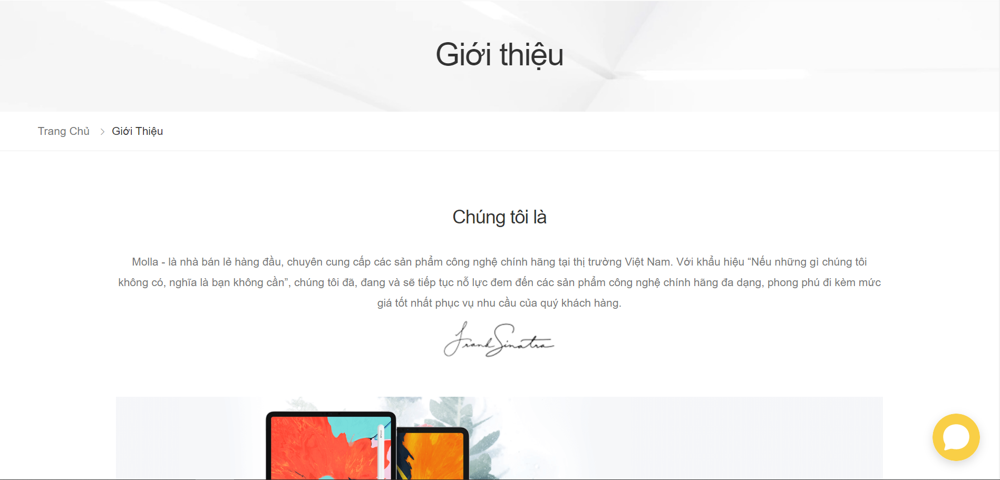 Giới thiệu
Trang Chủ > Giới Thiệu
Chúng tôi là
Molla - là nhà bán lẻ hàng đầu, chuyên cung cấp các sản phẩm công nghệ chính hãng tại thị trường Việt Nam. Với khẩu hiệu “Nếu những gì chúng tôi
không có, nghĩa là bạn không cần”, chúng tôi đã, đang và sẽ tiếp tục nỗ lực đem đến các sản phẩm công nghệ chính hãng đa dạng, phong phú đi kèm mức
giá tốt nhất phục vụ nhu cầu của quý khách hàng.
Frank Sinatra